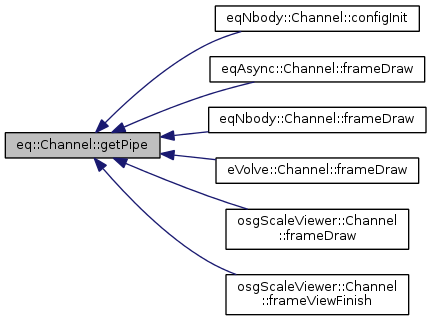 eqNbody::Channel::configInit
eqAsync::Channel::frameDraw
eqNbody::Channel::frameDraw
eq::Channel::getPipe
eVolve::Channel::frameDraw
osgScaleViewer::Channel
::frameDraw
osgScaleViewer::Channel
::frameViewFinish